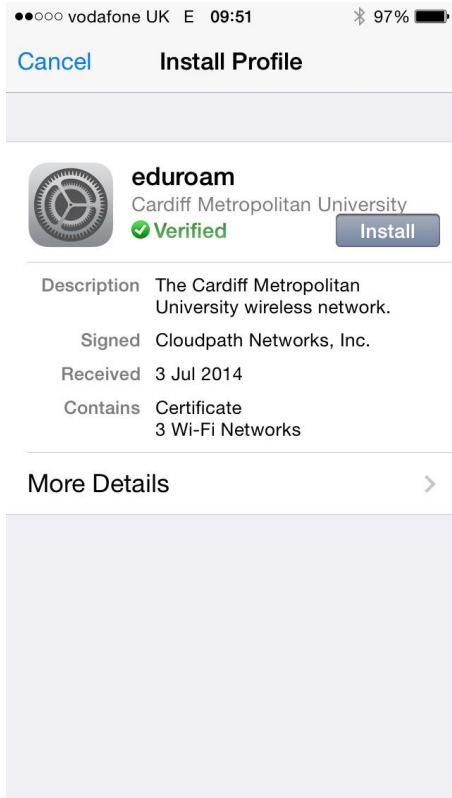 vodafone UK E 09:51 97%
Cancel Install Profile
eduroam
Cardiff Metropolitan University
Verified Install
Description The Cardiff Metropolitan
University wireless network.
Signed Cloudpath Networks, Inc.
Received 3 Jul 2014
Contains Certificate
3 Wi-Fi Networks
More Details